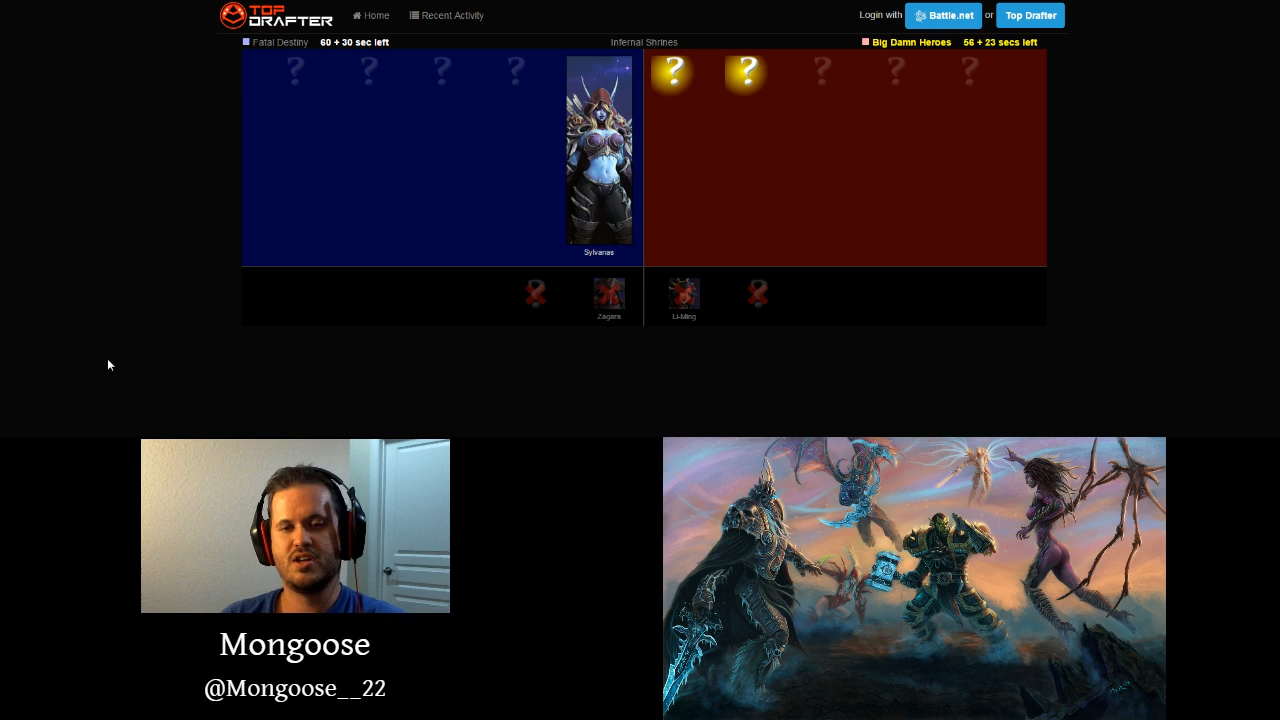 TOP DRAFTER
Home
Recent Activity
Login with
Battle.net
or
Top Drafter
Fatal Destiny 60 + 30 sec left
Infernal Shrines
Big Damn Heroes 56 + 23 secs left
Sylvanas
Zagara
Li-Ming
Mongoose
@Mongoose__22